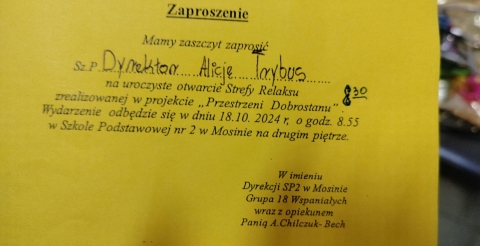 Zaproszenie
Mamy zaszczyt zaprosić
Sz P Dyrektor Alicję Trybus
na uroczyste otwarcie Strefy Relaksu
zrealizowanej w projekcie „Przestrzeni Dobrostanu". 8 30
Wydarzenie odbędzie się w dniu 18.10. 2024 r, o godz. 8.55
w Szkole Podstawowej nr 2 w Mosinie na drugim piętrze.
W imieniu
Dyrekcji SP2 w Mosinie
Grupa 18 Wspaniałych
wraz z opiekunem
Panią A.Chilczuk- Bech